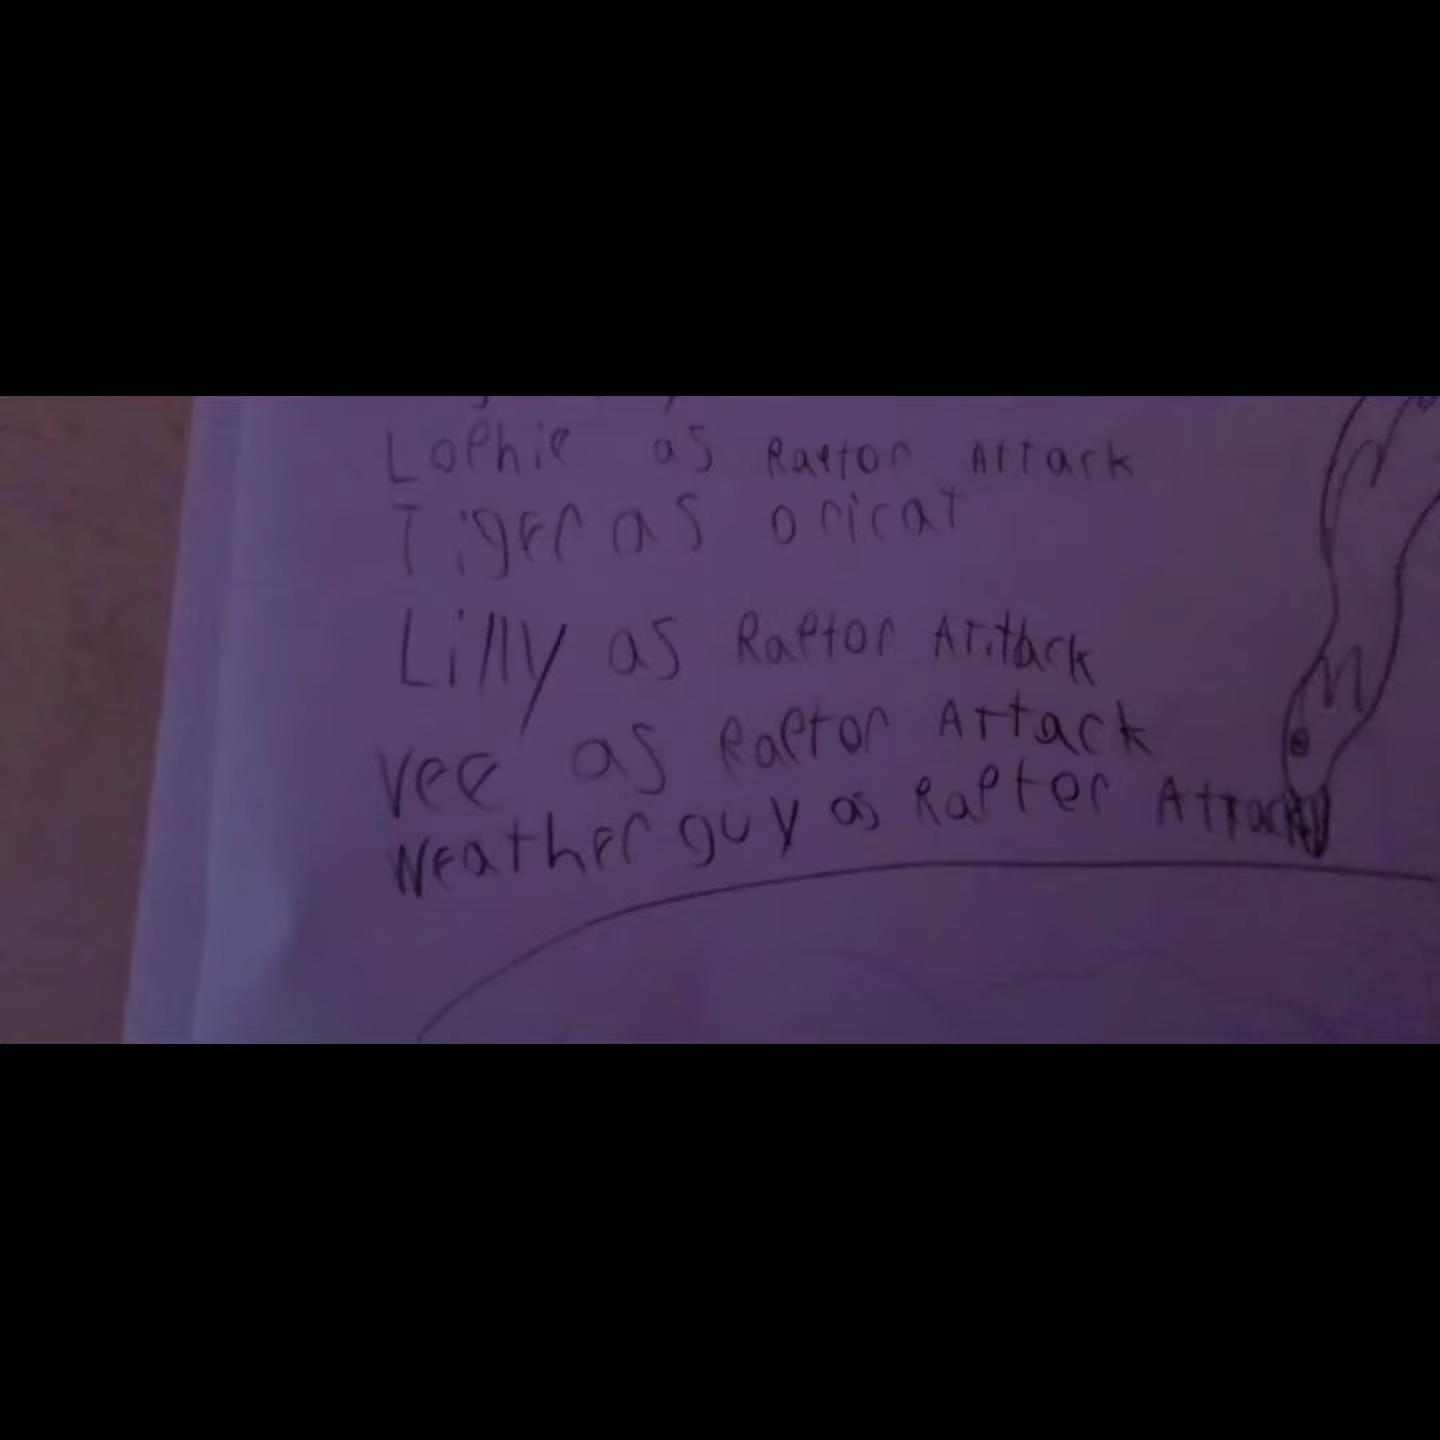 Lophie as Raptor Attack
Tiger as oricat
Lilly as Raptor Attack
Vee as Raptor Attack
Weather guy as Rapter Attack